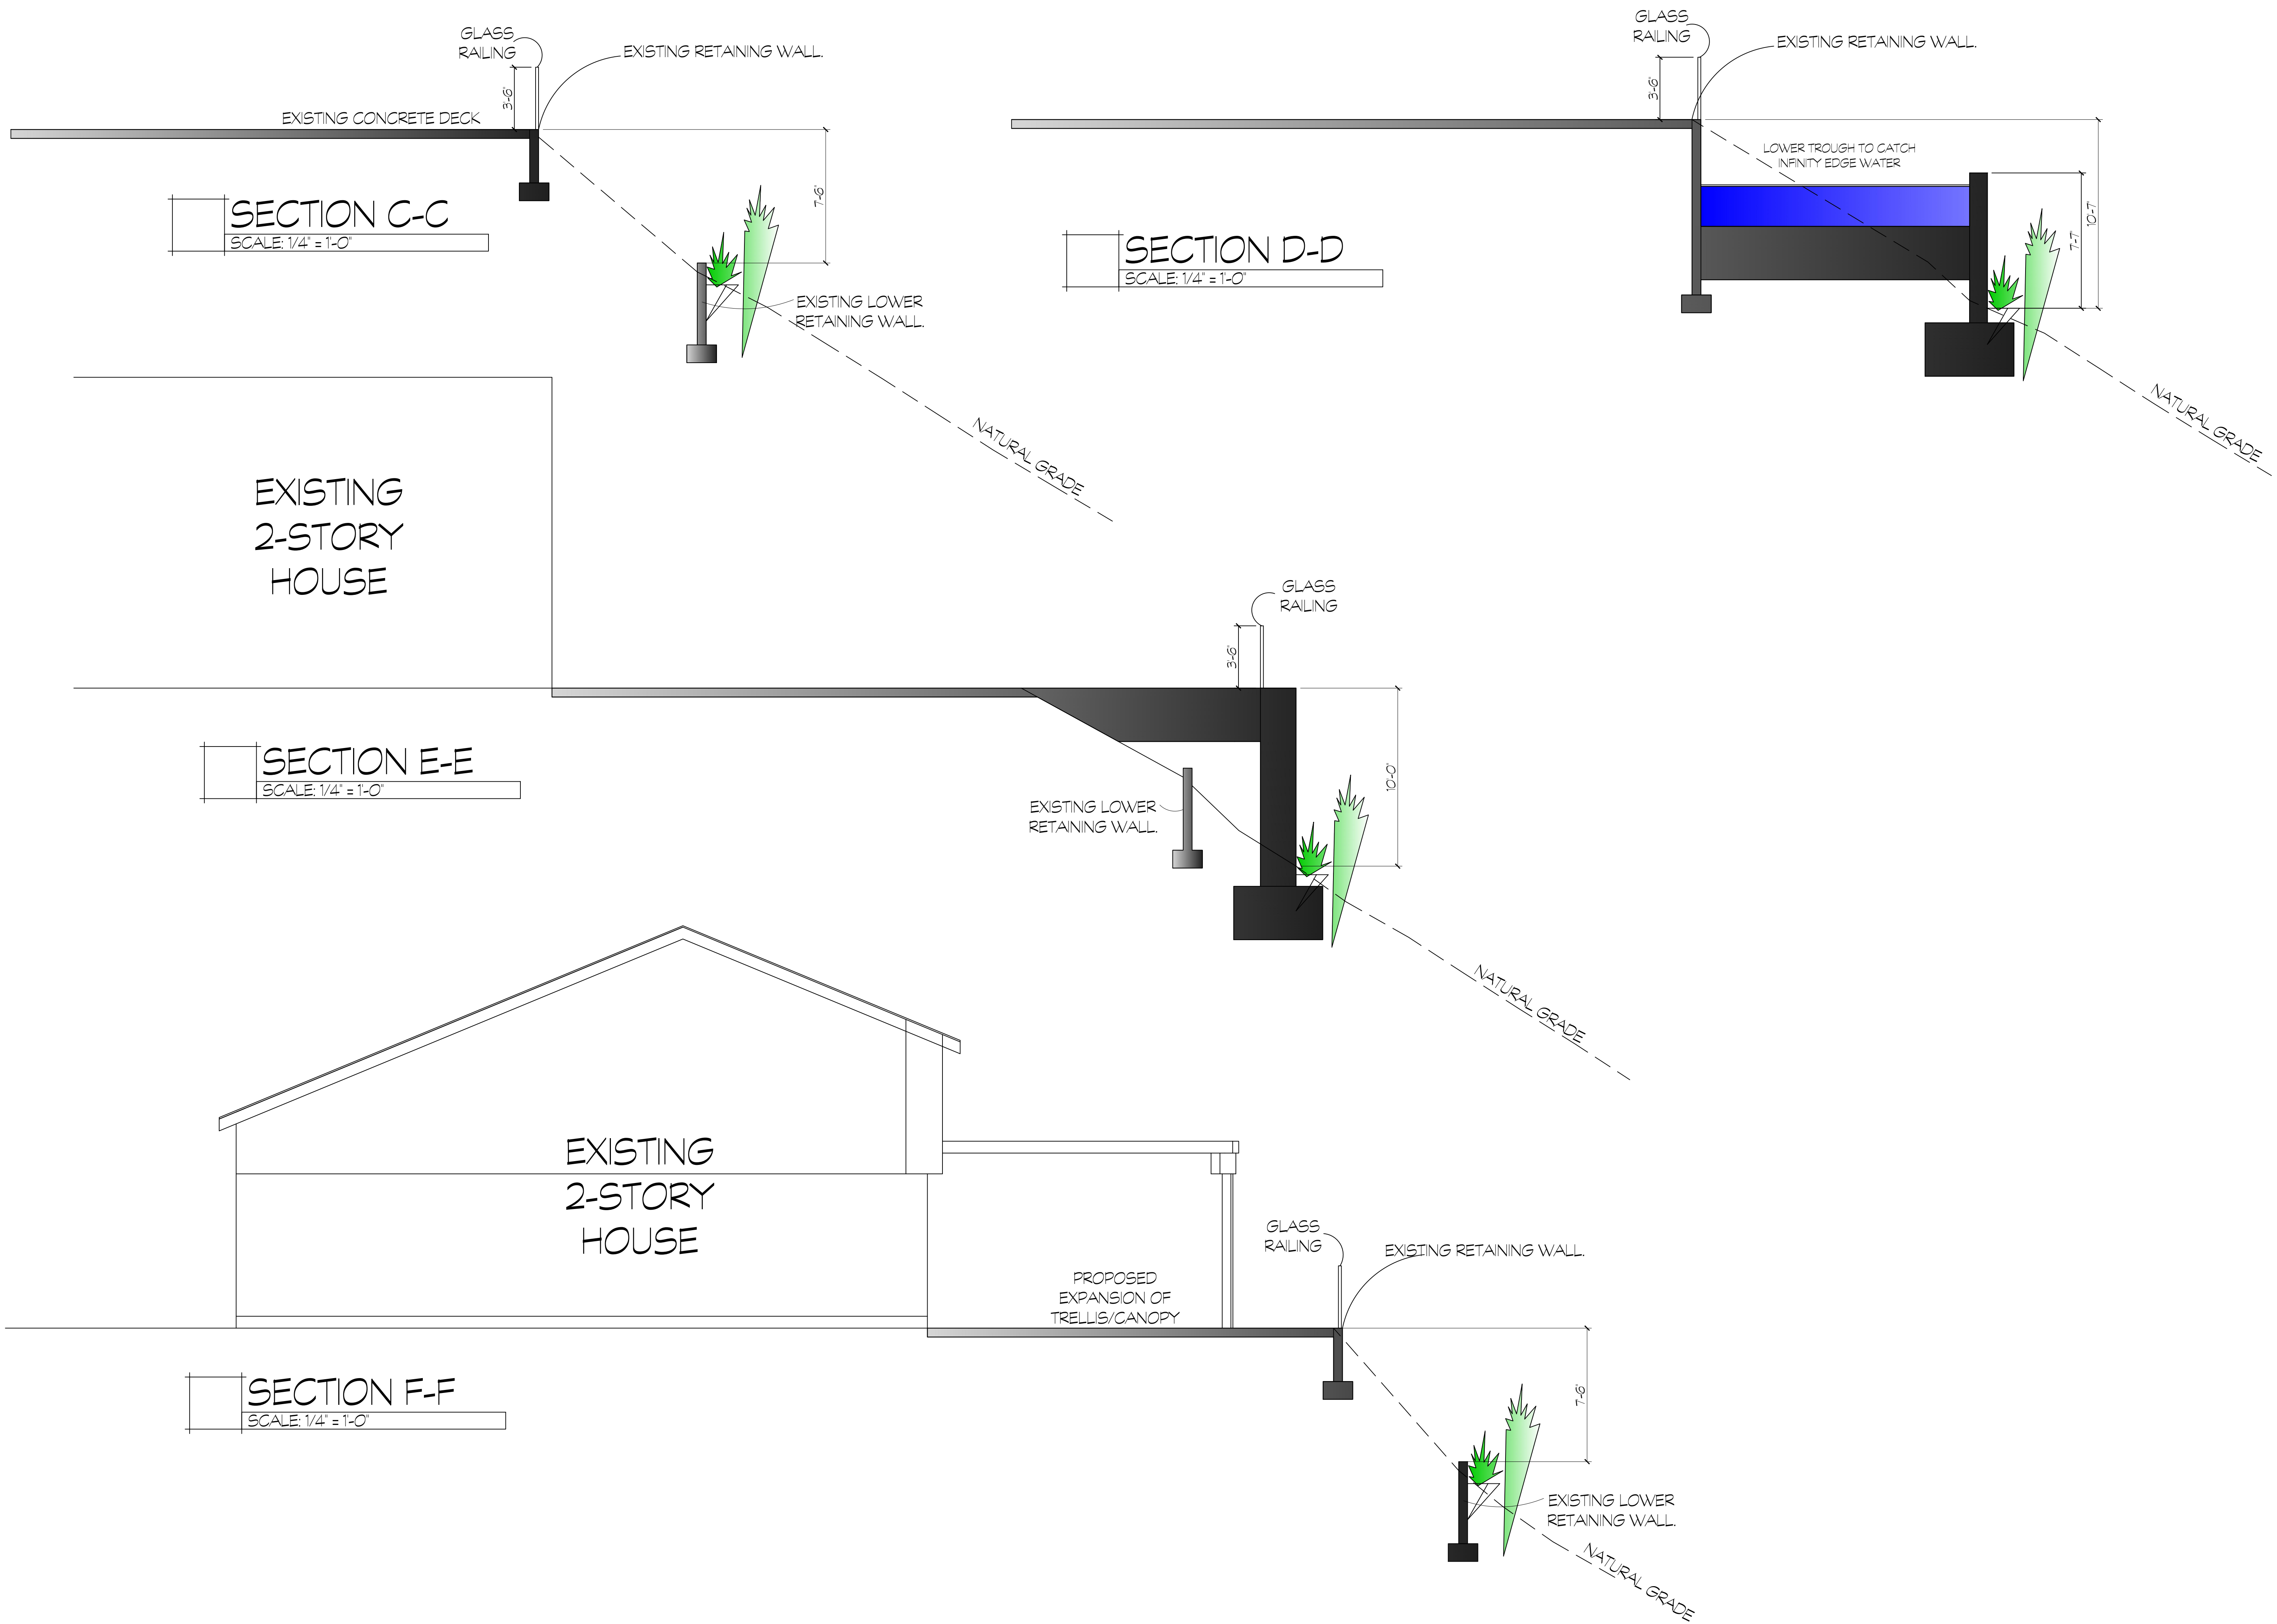 GLASS
RAILING
EXISTING RETAINING WALL.
3'-6"
EXISTING CONCRETE DECK
7'-6"
SECTION C-C
SCALE: 1/4" = 1'-0"
EXISTING LOWER
RETAINING WALL.
NATURAL GRADE
GLASS
RAILING
EXISTING RETAINING WALL.
3'-6"
LOWER TROUGH TO CATCH
INFINITY EDGE WATER
10'-7"
7'-7"
SECTION D-D
SCALE: 1/4" = 1'-0"
NATURAL GRADE
EXISTING
2-STORY
HOUSE
GLASS
RAILING
3'-6"
10'-0"
SECTION E-E
SCALE: 1/4" = 1'-0"
EXISTING LOWER
RETAINING WALL.
NATURAL GRADE
EXISTING
2-STORY
HOUSE
GLASS
RAILING
EXISTING RETAINING WALL.
PROPOSED
EXPANSION OF
TRELLIS/CANOPY
7'-6"
SECTION F-F
SCALE: 1/4" = 1'-0"
EXISTING LOWER
RETAINING WALL.
NATURAL GRADE